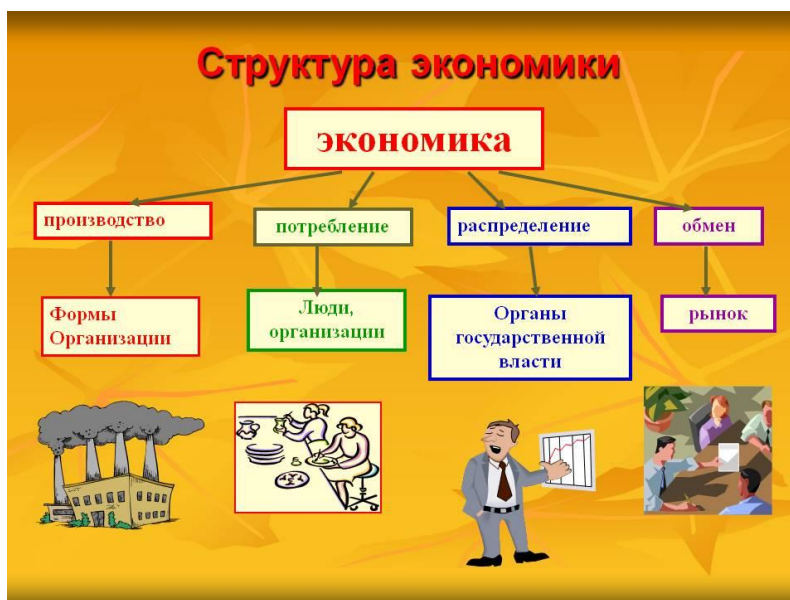 Структура экономики
экономика
производство
потребление
распределение
обмен
Формы
Организации
Люди,
организации
Органы
государственной
власти
рынок